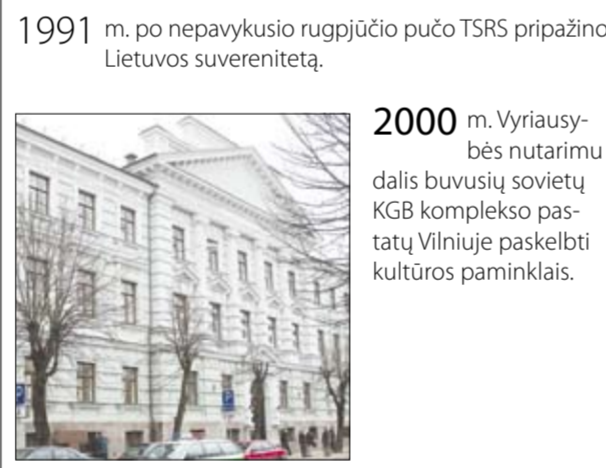 1991 m. po nepavykusio rugpjūčio pučo TSRS pripažino
Lietuvos suverenitetą.
2000 m. Vyriausy-
bės nutarimu
dalis buvusių sovietų
KGB komplekso pas-
tatų Vilniuje paskelbti
kultūros paminklais.